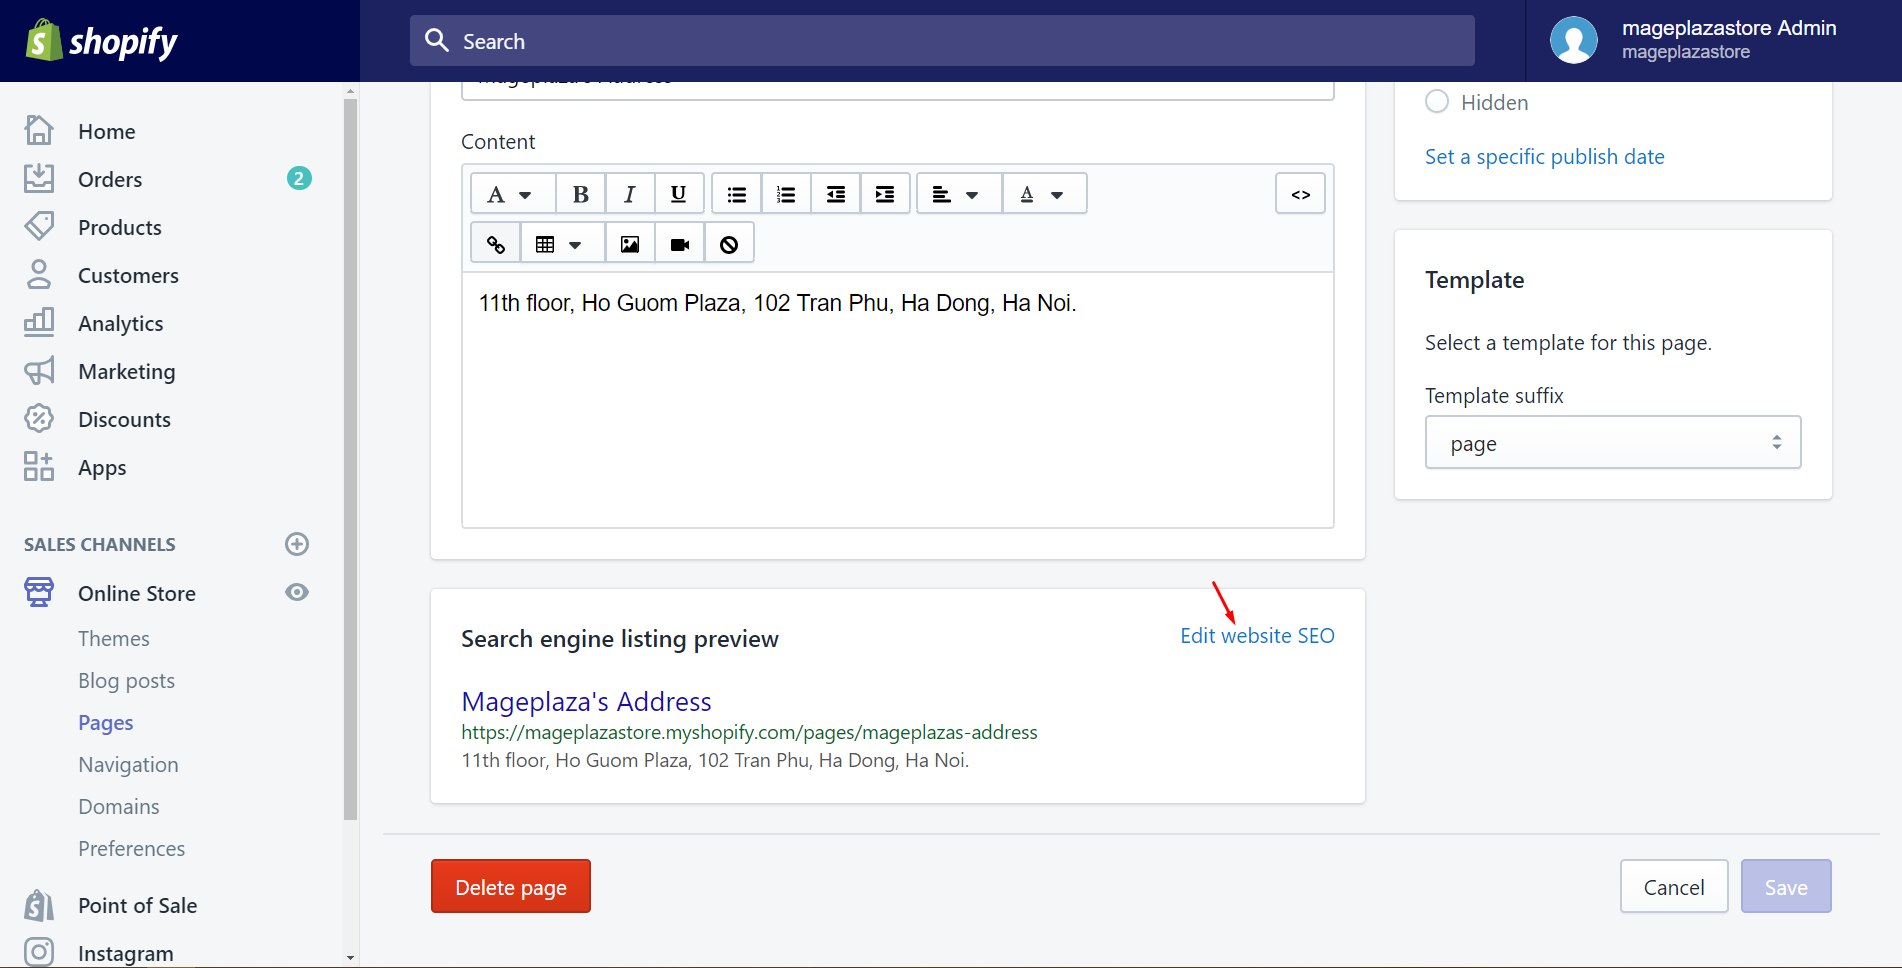 shopify
Search
mageplazastore Admin
mageplazastore
Home
Orders
2
Products
Customers
Analytics
Marketing
Discounts
Apps
SALES CHANNELS
Online Store
Themes
Blog posts
Pages
Navigation
Domains
Preferences
Point of Sale
Instagram
Mageplaza's Address
Content
A
B
I
U
A
<>
11th floor, Ho Guom Plaza, 102 Tran Phu, Ha Dong, Ha Noi.
Search engine listing preview
Edit website SEO
Mageplaza's Address
https://mageplazastore.myshopify.com/pages/mageplazas-address
11th floor, Ho Guom Plaza, 102 Tran Phu, Ha Dong, Ha Noi.
Delete page
Cancel
Save
Hidden
Set a specific publish date
Template
Select a template for this page.
Template suffix
page